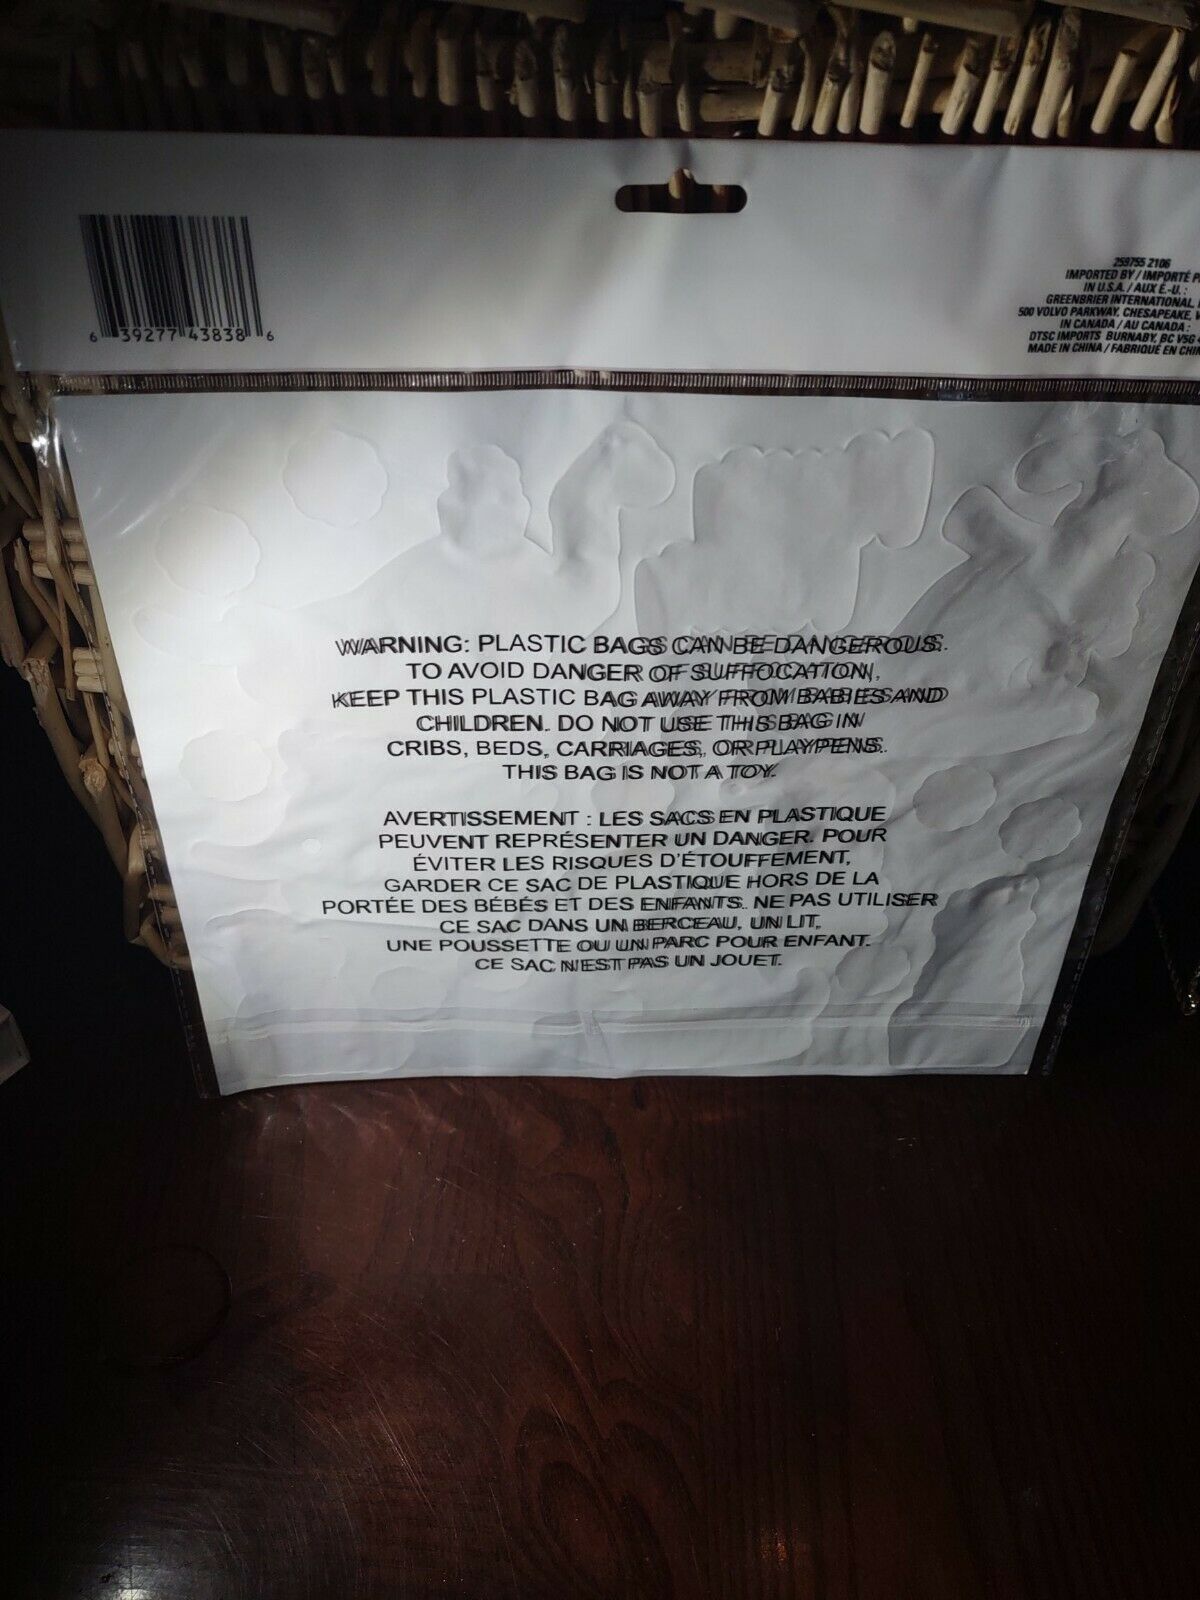 6 39277 43838 6
259755 2106
IMPORTED BY / IMPORTÉ P
IN U.S.A. / AUX É.-U. :
GREENBRIER INTERNATIONAL,
500 VOLVO PARKWAY, CHESAPEAKE,
IN CANADA / AU CANADA :
DTSC IMPORTS BURNABY, BC V5G
MADE IN CHINA / FABRIQUÉ EN CHIN
WARNING: PLASTIC BAGS CAN BE DANGEROUS.
TO AVOID DANGER OF SUFFOCATION,
KEEP THIS PLASTIC BAG AWAY FROM BABIES AND
CHILDREN. DO NOT USE THIS BAG IN
CRIBS, BEDS, CARRIAGES, OR PLAYPENS.
THIS BAG IS NOT A TOY.
AVERTISSEMENT : LES SACS EN PLASTIQUE
PEUVENT REPRÉSENTER UN DANGER. POUR
ÉVITER LES RISQUES D'ÉTOUFFEMENT,
GARDER CE SAC DE PLASTIQUE HORS DE LA
PORTÉE DES BÉBÉS ET DES ENFANTS. NE PAS UTILISER
CE SAC DANS UN BERCEAU, UN LIT,
UNE POUSSETTE OU UN PARC POUR ENFANT.
CE SAC N'EST PAS UN JOUET.